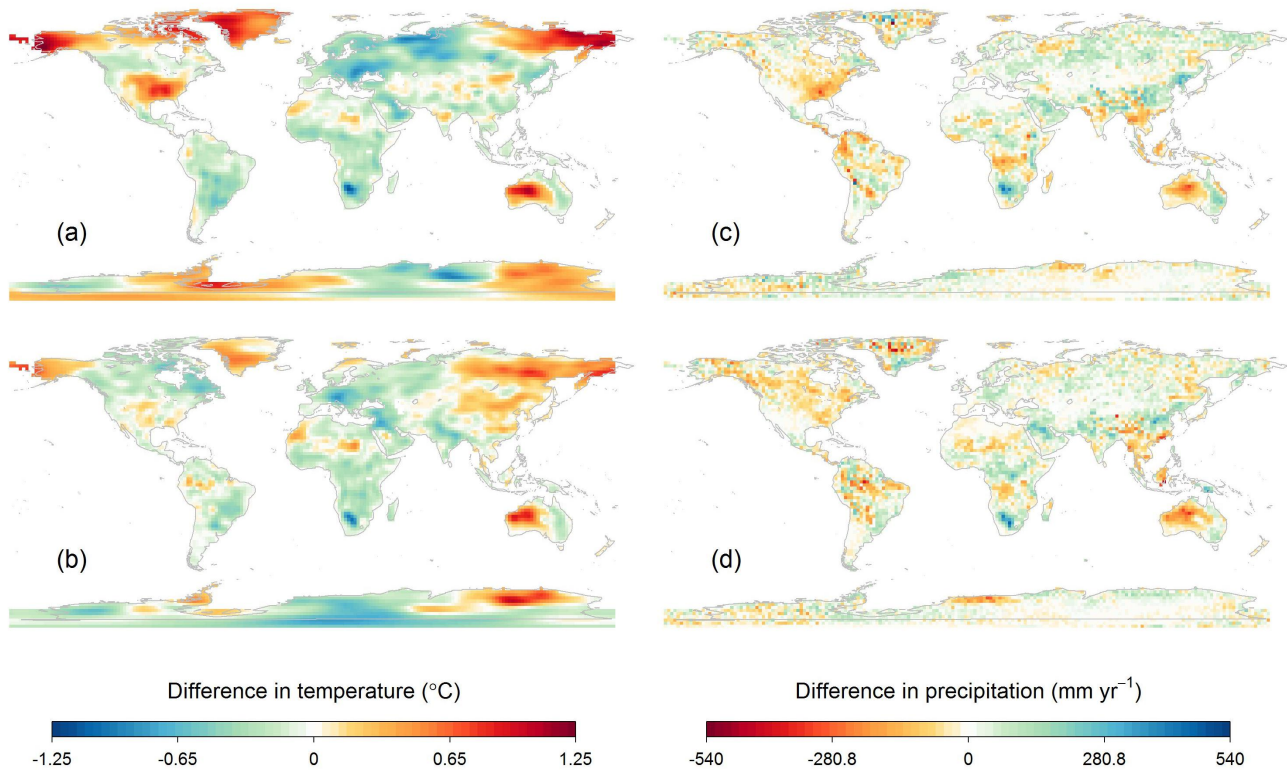 (a)
(c)
(b)
(d)
Difference in temperature (°C)
-1.25 -0.65 0 0.65 1.25
Difference in precipitation (mm yr⁻¹)
-540 -280.8 0 280.8 540